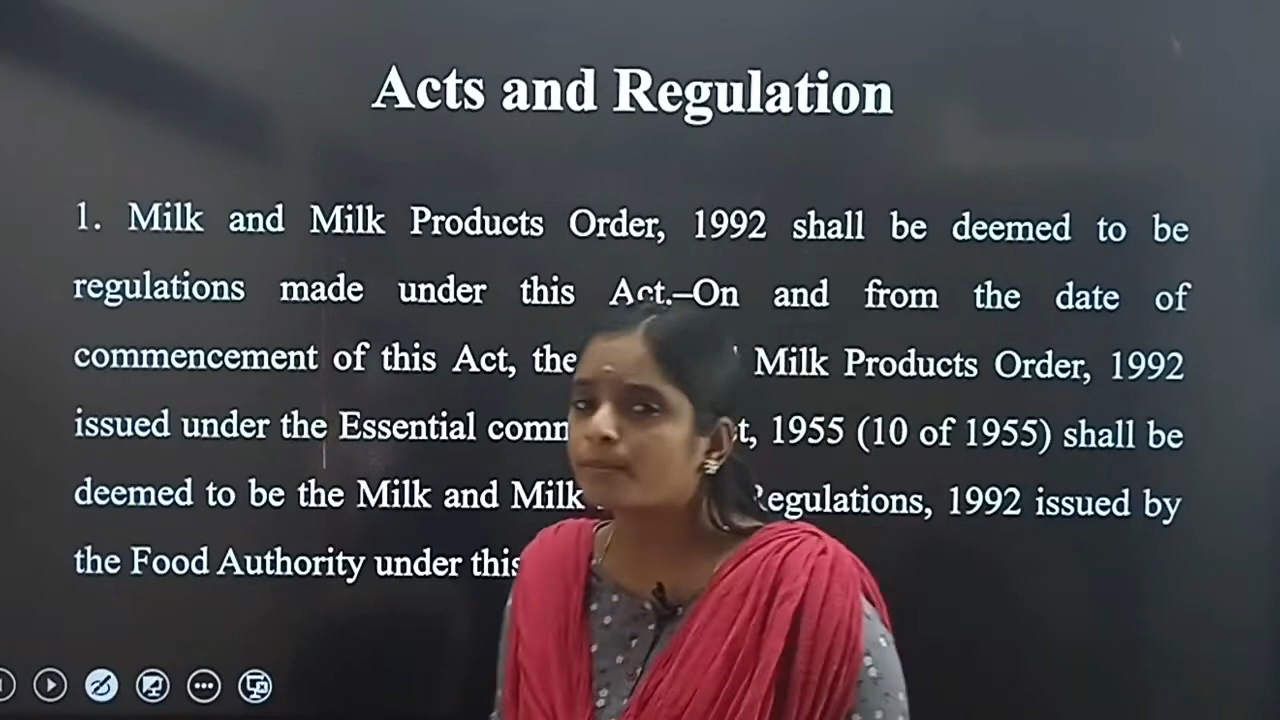 Acts and Regulation
1. Milk and Milk Products Order, 1992 shall be deemed to be
regulations made under this Act.–On and from the date of
commencement of this Act, the Milk Products Order, 1992
issued under the Essential 1955 (10 of 1955) shall be
deemed to be the Milk and Milk Regulations, 1992 issued by
the Food Authority under this